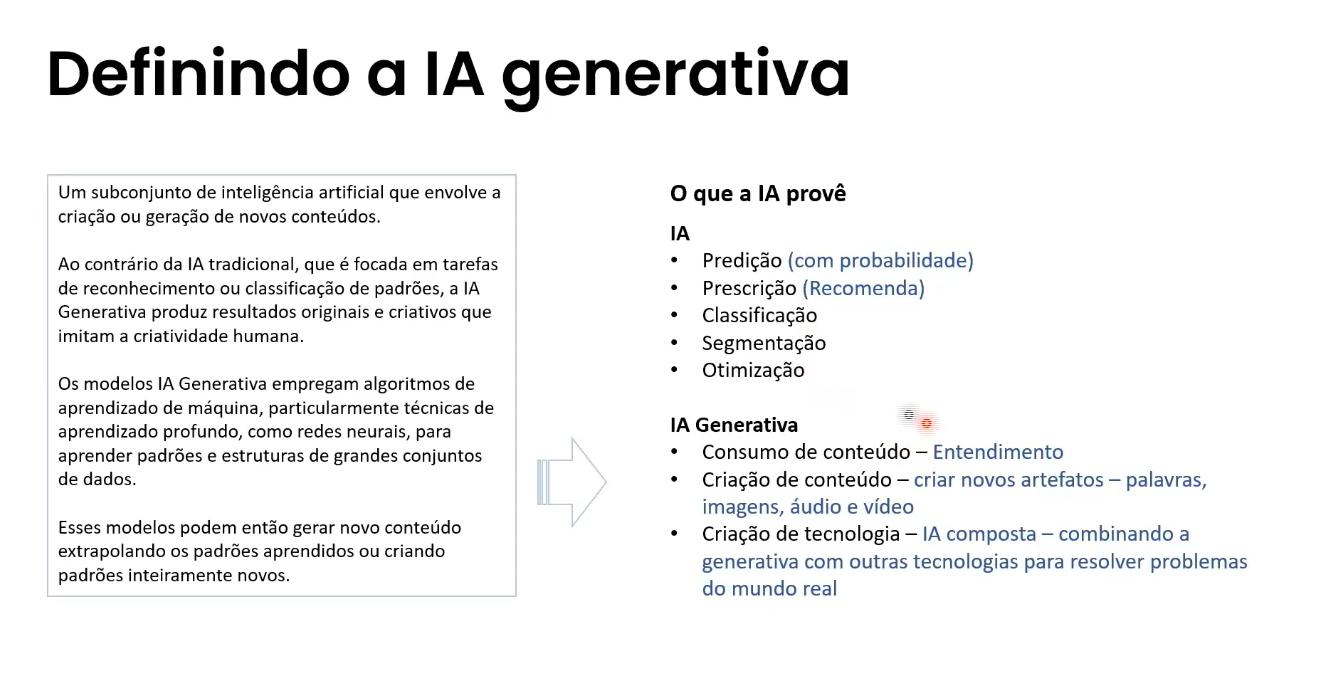 Definindo a IA generativa
Um subconjunto de inteligência artificial que envolve a
criação ou geração de novos conteúdos.
Ao contrário da IA tradicional, que é focada em tarefas
de reconhecimento ou classificação de padrões, a IA
Generativa produz resultados originais e criativos que
imitam a criatividade humana.
Os modelos IA Generativa empregam algoritmos de
aprendizado de máquina, particularmente técnicas de
aprendizado profundo, como redes neurais, para
aprender padrões e estruturas de grandes conjuntos
de dados.
Esses modelos podem então gerar novo conteúdo
extrapolando os padrões aprendidos ou criando
padrões inteiramente novos.
O que a IA provê
IA
• Predição (com probabilidade)
• Prescrição (Recomenda)
• Classificação
• Segmentação
• Otimização
IA Generativa
• Consumo de conteúdo – Entendimento
• Criação de conteúdo – criar novos artefatos – palavras,
imagens, áudio e vídeo
• Criação de tecnologia – IA composta – combinando a
generativa com outras tecnologias para resolver problemas
do mundo real